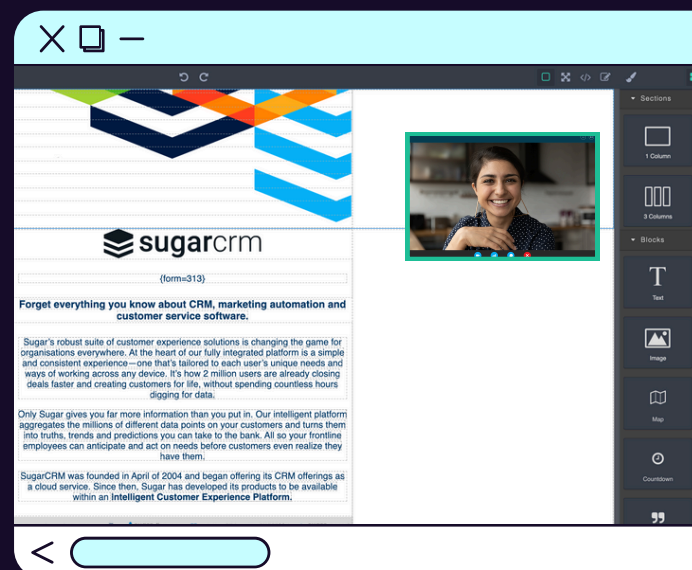 Sections
1 Column
3 Columns
Blocks
Text
Image
Map
Countdown
sugarcrm
{form=313}
Forget everything you know about CRM, marketing automation and
customer service software.
Sugar's robust suite of customer experience solutions is changing the game for
organisations everywhere. At the heart of our fully integrated platform is a simple
and consistent experience—one that's tailored to each user's unique needs and
ways of working across any device. It's how 2 million users are already closing
deals faster and creating customers for life, without spending countless hours
digging for data.
Only Sugar gives you far more information than you put in. Our intelligent platform
aggregates the millions of different data points on your customers and turns them
into truths, trends and predictions you can take to the bank. All so your frontline
employees can anticipate and act on needs before customers even realize they
have them.
SugarCRM was founded in April of 2004 and began offering its CRM offerings as
a cloud service. Since then, Sugar has developed its products to be available
within an Intelligent Customer Experience Platform.